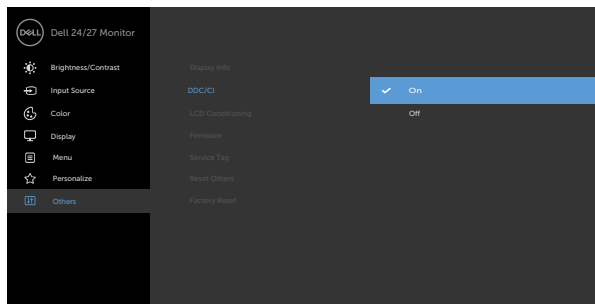 DELL
Dell 24/27 Monitor
Brightness/Contrast
Input Source
Color
Display
Menu
Personalize
Others
Display Info
DDC/CI
LCD Conditioning
Firmware
Service Tag
Reset Others
Factory Reset
On
Off